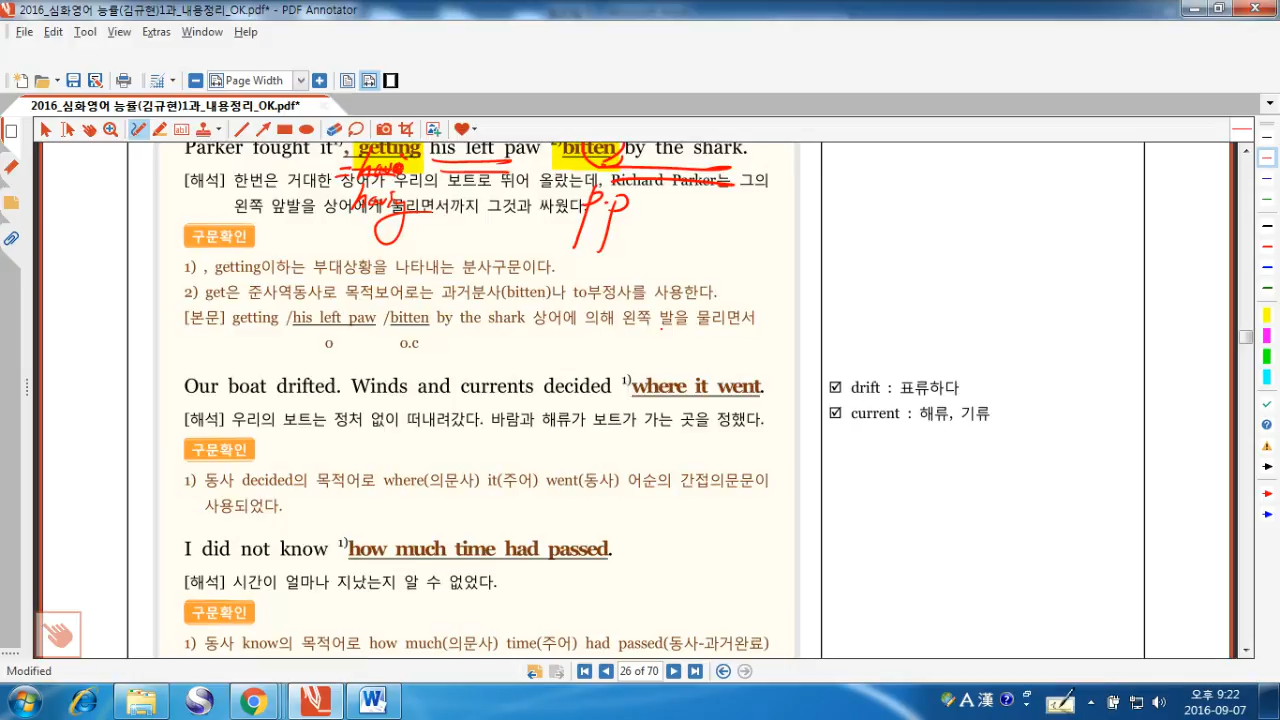 2016_심화영어 능률(김규현)1과_내용정리_OK.pdf* - PDF Annotator
File Edit Tool View Extras Window Help
Page Width
2016_심화영어 능률(김규현)1과_내용정리_OK.pdf*
Parker fought it¹⁾, getting his left paw ²⁾bitten by the shark.
have
[해석] 한번은 거대한 상어가 우리의 보트로 뛰어 올랐는데, Richard Parker는 그의
having p.p
왼쪽 앞발을 상어에게 물리면서까지 그것과 싸웠다.
구문확인
1) , getting이하는 부대상황을 나타내는 분사구문이다.
2) get은 준사역동사로 목적보어로는 과거분사(bitten)나 to부정사를 사용한다.
[본문] getting /his left paw /bitten by the shark 상어에 의해 왼쪽 발을 물리면서
o o.c
Our boat drifted. Winds and currents decided ¹⁾where it went.
☑ drift : 표류하다
[해석] 우리의 보트는 정처 없이 떠내려갔다. 바람과 해류가 보트가 가는 곳을 정했다.
☑ current : 해류, 기류
구문확인
1) 동사 decided의 목적어로 where(의문사) it(주어) went(동사) 어순의 간접의문문이
사용되었다.
I did not know ¹⁾how much time had passed.
[해석] 시간이 얼마나 지났는지 알 수 없었다.
구문확인
1) 동사 know의 목적어로 how much(의문사) time(주어) had passed(동사-과거완료)
Modified
26 of 70
A 漢
오후 9:22
2016-09-07